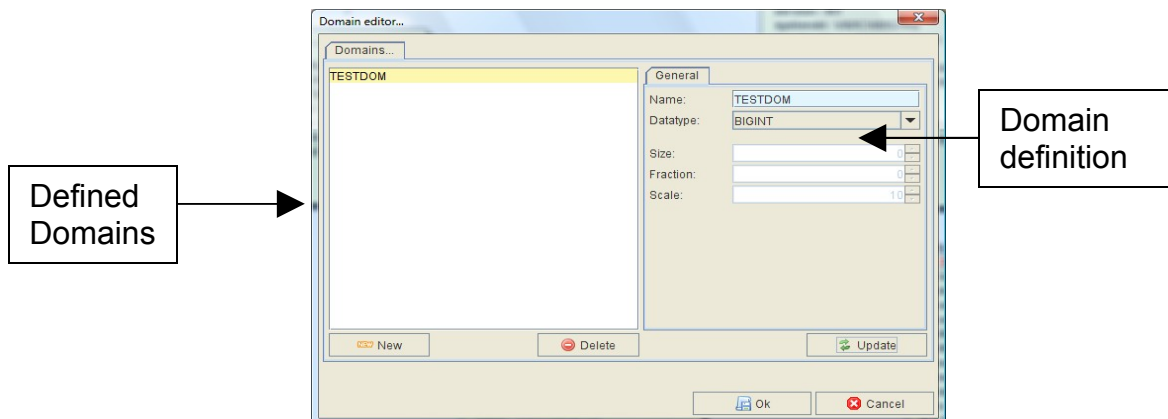 Domain editor...
Domains...
TESTDOM
General
Name: TESTDOM
Datatype: BIGINT
Size: 0
Fraction: 0
Scale: 10
New
Delete
Update
Ok
Cancel
Defined
Domains
Domain
definition